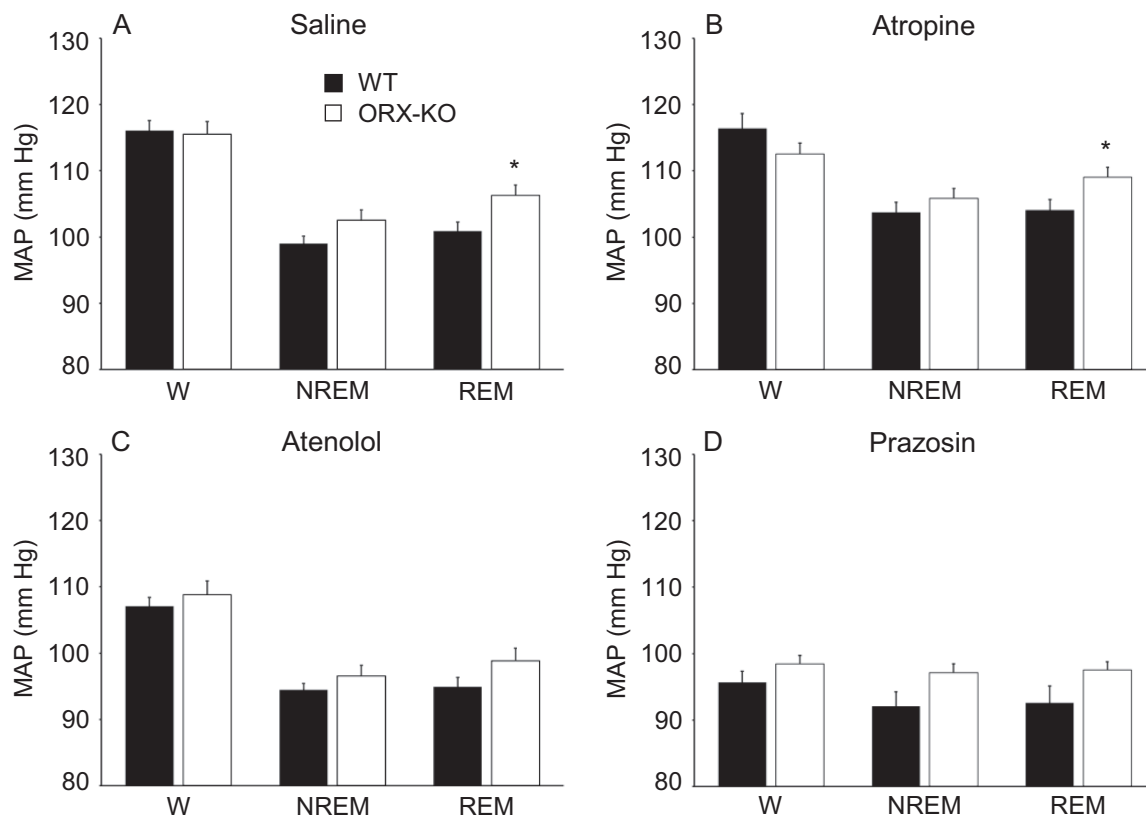 A Saline
130
120
110
100
90
80
MAP (mm Hg)
WT
ORX-KO
*
W NREM REM
B Atropine
130
120
110
100
90
80
MAP (mm Hg)
*
W NREM REM
C Atenolol
130
120
110
100
90
80
MAP (mm Hg)
W NREM REM
D Prazosin
130
120
110
100
90
80
MAP (mm Hg)
W NREM REM